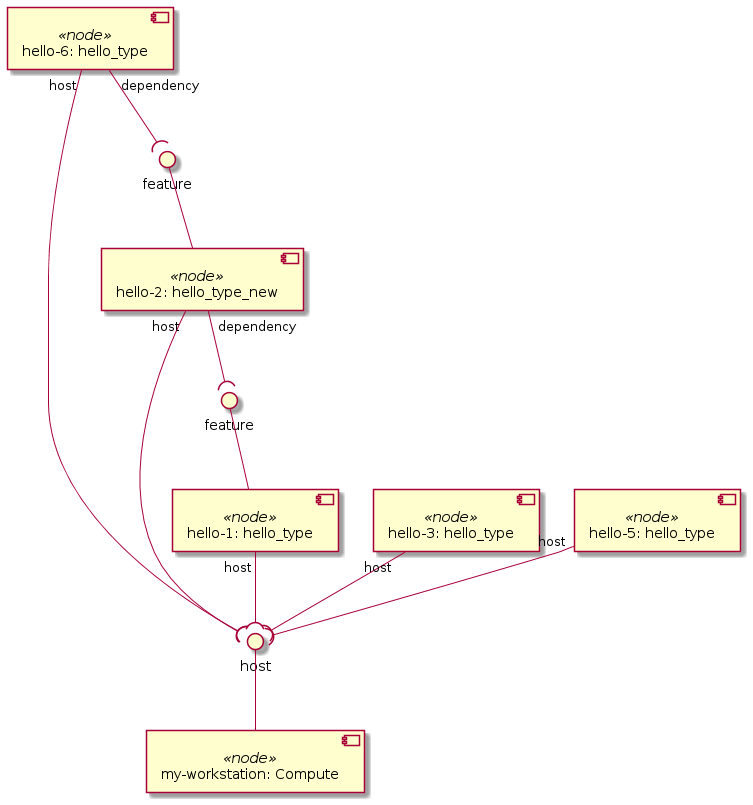 «node»
hello-6: hello_type
host
dependency
feature
«node»
hello-2: hello_type_new
host
dependency
feature
«node»
hello-1: hello_type
«node»
hello-3: hello_type
«node»
hello-5: hello_type
host
host
host
host
«node»
my-workstation: Compute